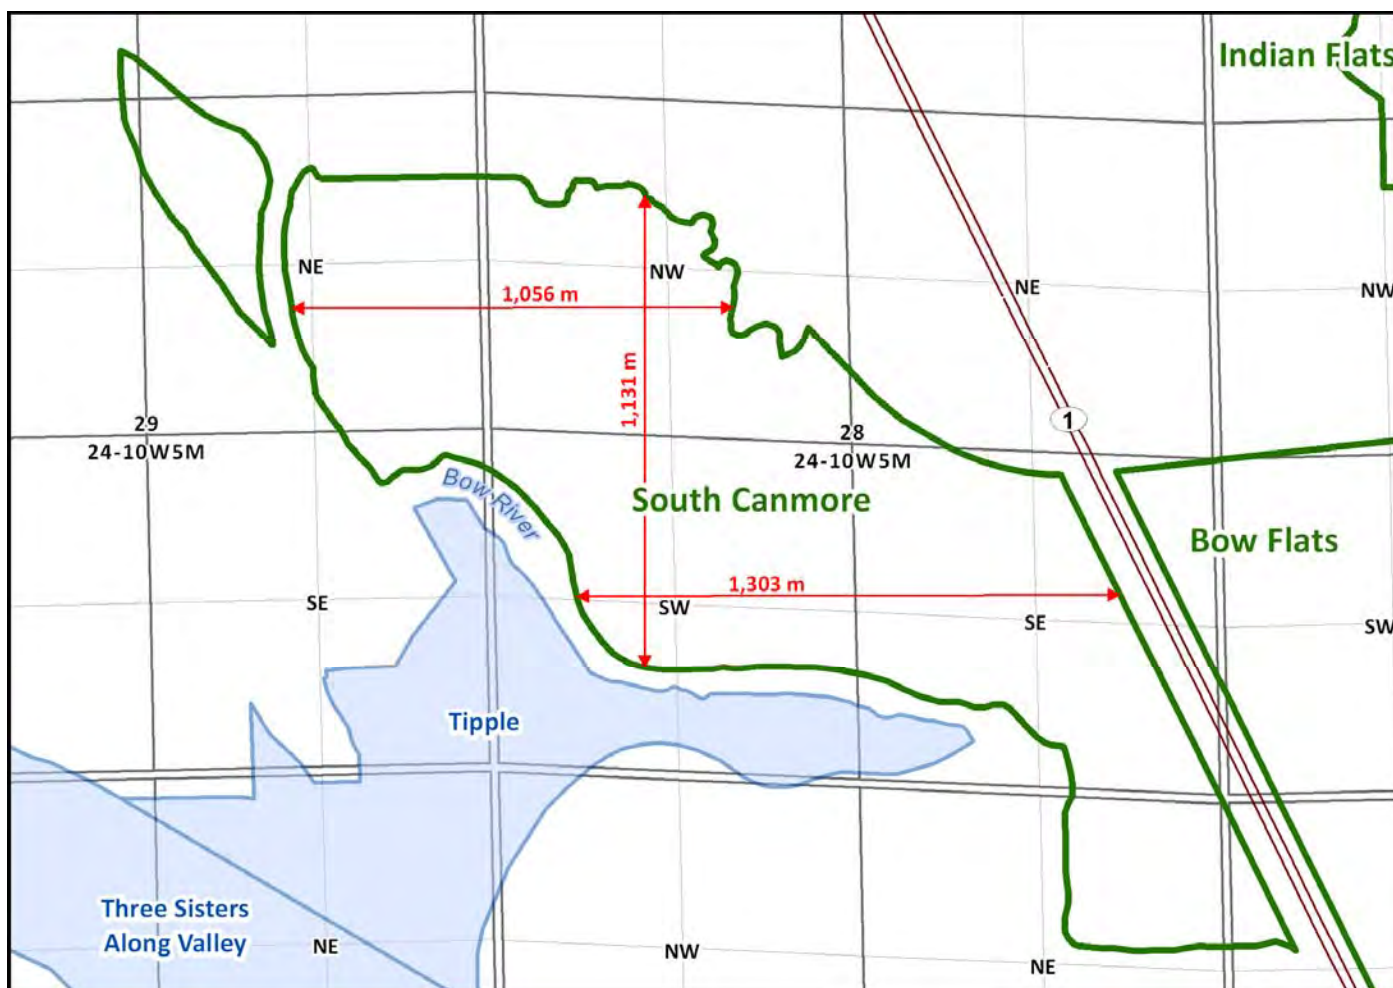 Indian Flats
NE
NW
NE
NW
1,056 m
1,131 m
1
29
24-10W5M
28
24-10W5M
Bow River
South Canmore
Bow Flats
1,303 m
SE
SW
SE
SW
Tipple
Three Sisters
Along Valley
NE
NW
NE